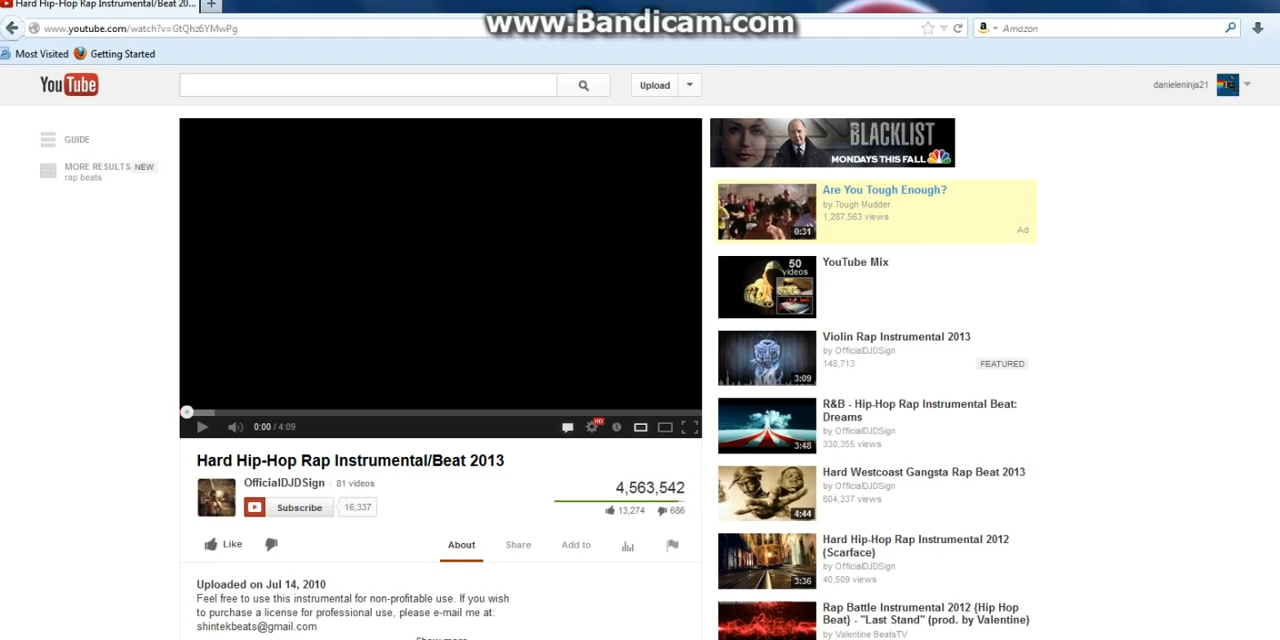 Hard Hip-Hop Rap Instrumental/Beat 20...
www.Bandicam.com
www.youtube.com/watch?v=GtQhz6YMwPg
Amazon
Most Visited
Getting Started
YouTube
Upload
danieleninja21
GUIDE
MORE RESULTS NEW
rap beats
BLACKLIST
MONDAYS THIS FALL
Are You Tough Enough?
by Tough Mudder
1,287,563 views
Ad
0:31
50 videos
YouTube Mix
Violin Rap Instrumental 2013
by OfficialDJDSign
148,713
FEATURED
3:09
R&B - Hip-Hop Rap Instrumental Beat:
Dreams
by OfficialDJDSign
330,355 views
3:48
HD
0:00 / 4:09
Hard Hip-Hop Rap Instrumental/Beat 2013
OfficialDJDSign · 81 videos
Subscribe 16,337
4,563,542
13,274 686
Like
About Share Add to
Uploaded on Jul 14, 2010
Feel free to use this instrumental for non-profitable use. If you wish
to purchase a license for professional use, please e-mail me at:
shintekbeats@gmail.com
Show more
Hard Westcoast Gangsta Rap Beat 2013
by OfficialDJDSign
604,337 views
4:44
Hard Hip-Hop Rap Instrumental 2012
(Scarface)
by OfficialDJDSign
40,509 views
3:36
Rap Battle Instrumental 2012 {Hip Hop
Beat} - "Last Stand" (prod. by Valentine)
by Valentine BeatsTV